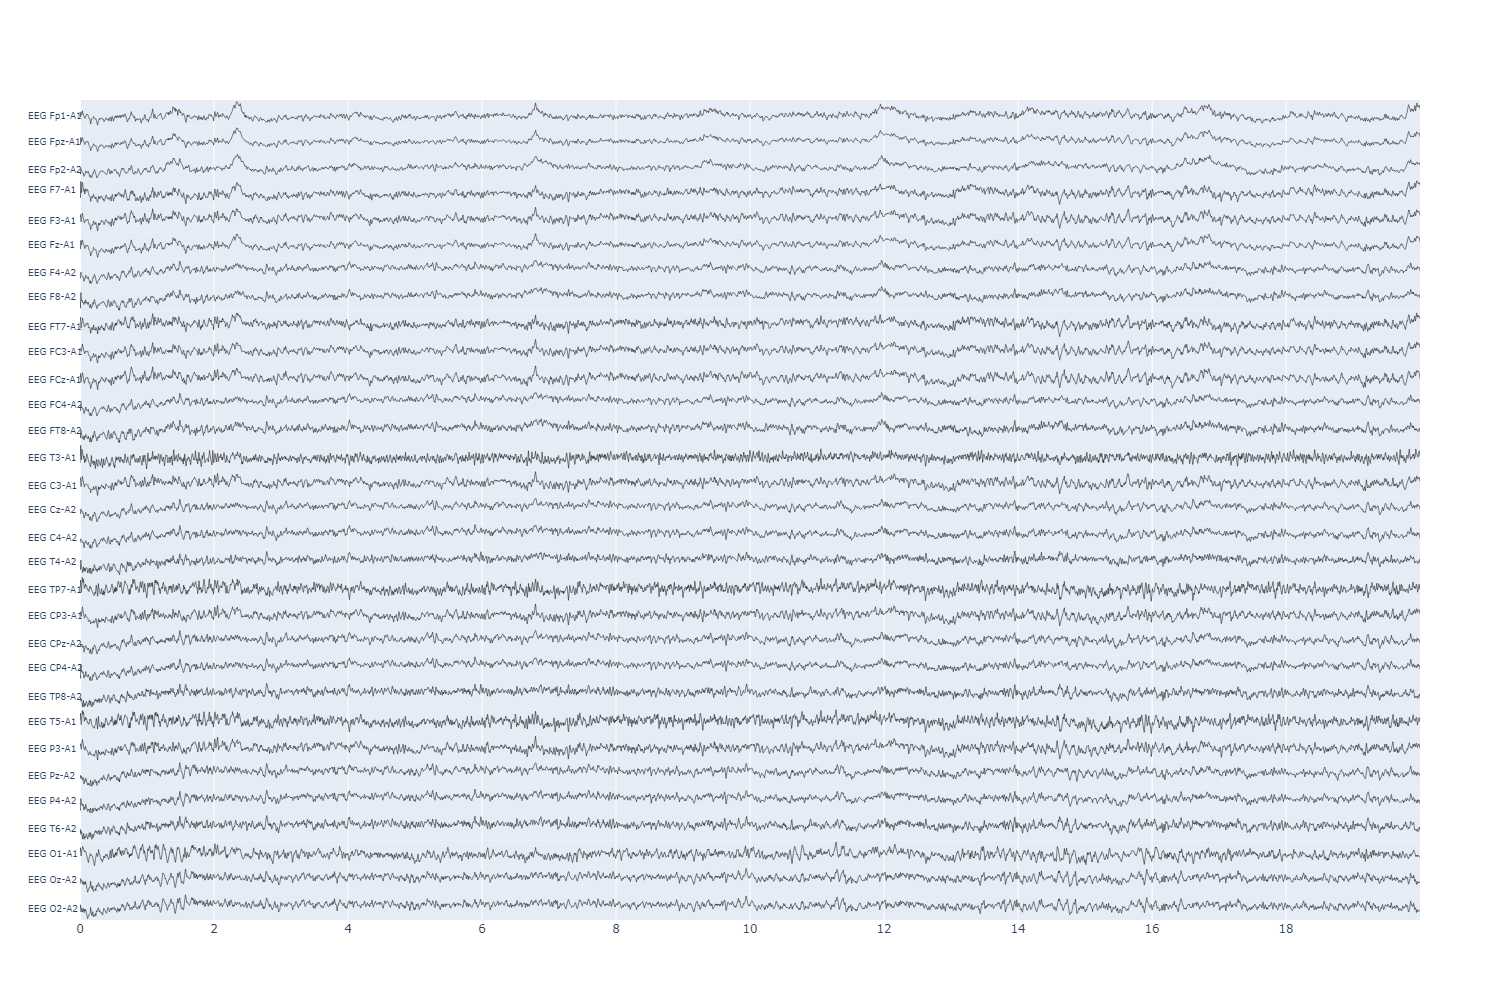 EEG Fp1-A1
EEG Fpz-A1
EEG Fp2-A2
EEG F7-A1
EEG F3-A1
EEG Fz-A1
EEG F4-A2
EEG F8-A2
EEG FT7-A1
EEG FC3-A1
EEG FCz-A1
EEG FC4-A2
EEG FT8-A2
EEG T3-A1
EEG C3-A1
EEG Cz-A2
EEG C4-A2
EEG T4-A2
EEG TP7-A1
EEG CP3-A1
EEG CPz-A2
EEG CP4-A2
EEG TP8-A2
EEG T5-A1
EEG P3-A1
EEG Pz-A2
EEG P4-A2
EEG T6-A2
EEG O1-A1
EEG Oz-A2
EEG O2-A2
0 2 4 6 8 10 12 14 16 18